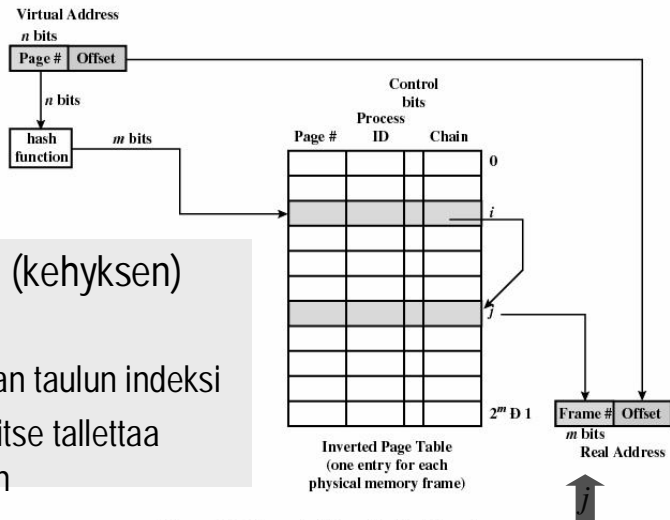 Virtual Address
n bits
Page # Offset
n bits
hash
function
m bits
Control
bits
Process
Page # ID Chain
0
i
j
2^m Đ 1
Inverted Page Table
(one entry for each
physical memory frame)
Frame # Offset
m bits
Real Address
j
(kehyksen)
an taulun indeksi
itse tallettaa